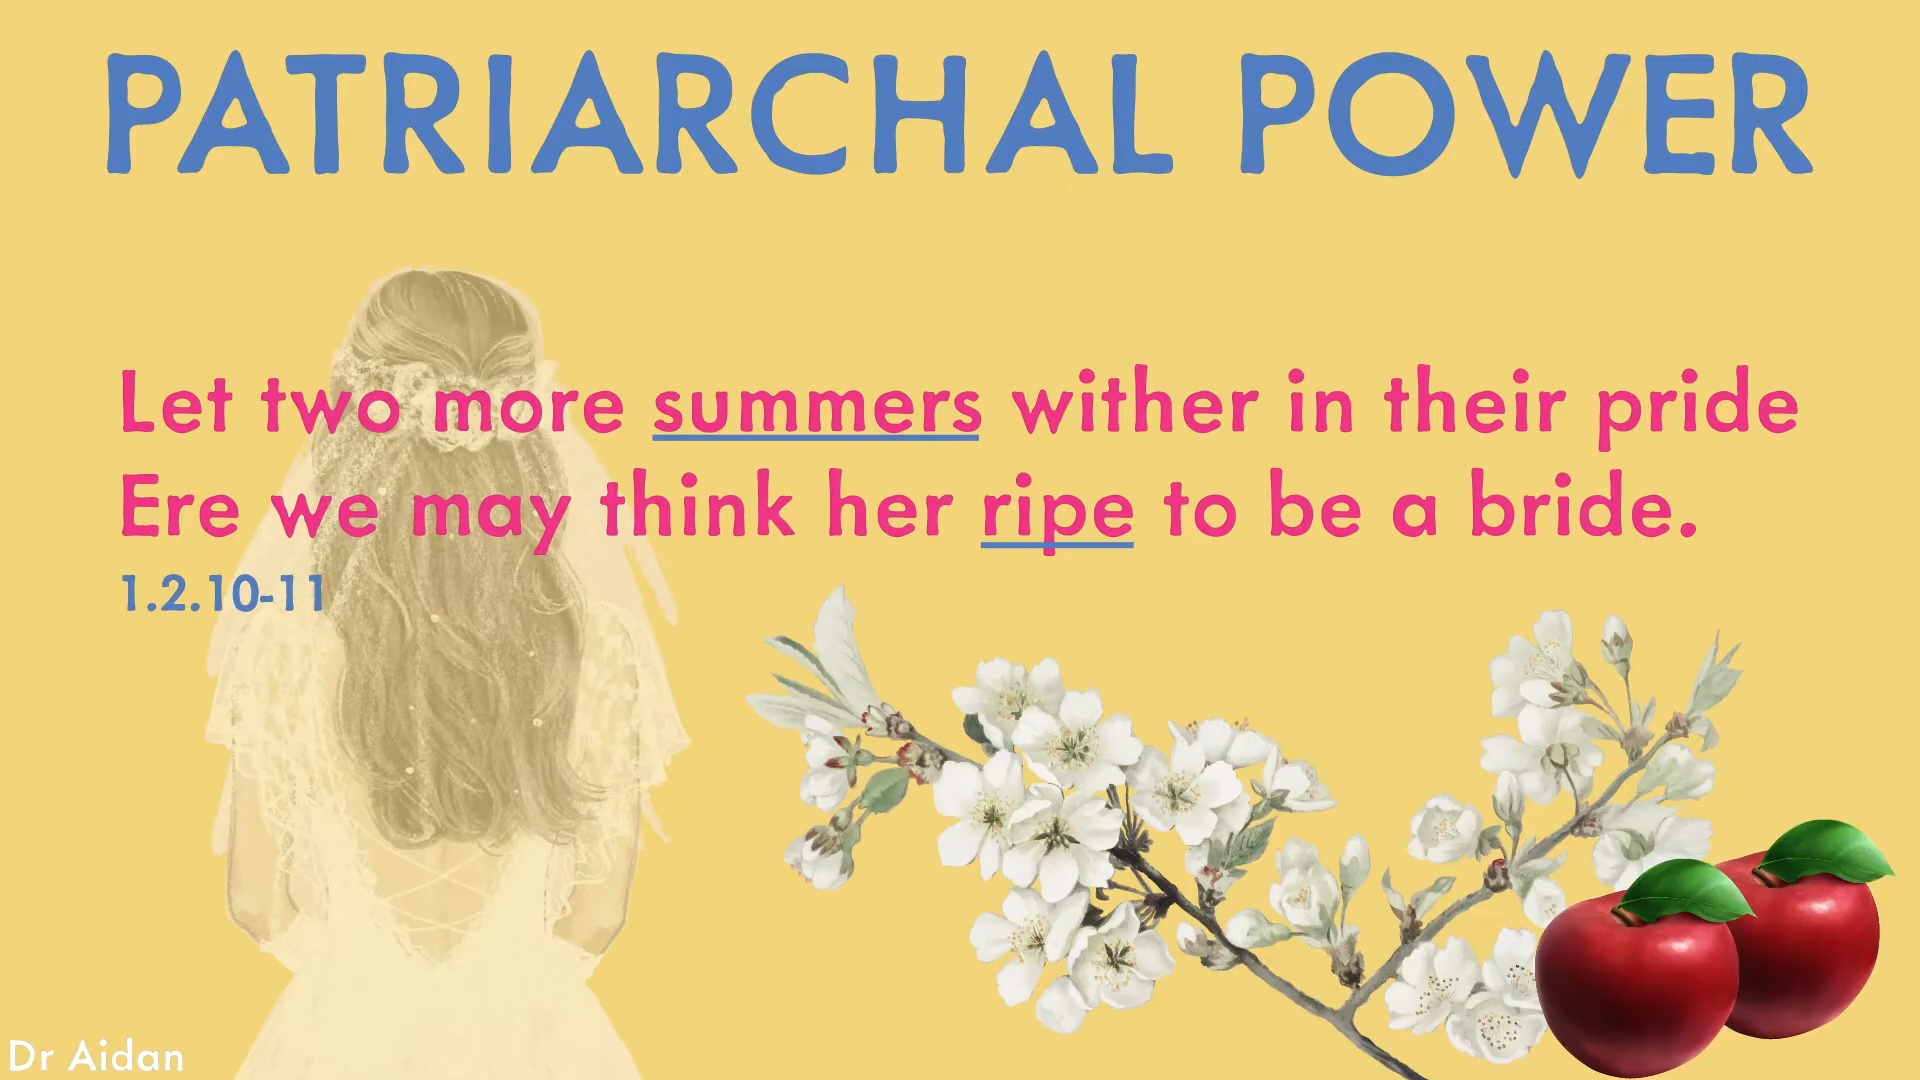 PATRIARCHAL POWER
Let two more summers wither in their pride
Ere we may think her ripe to be a bride.
1.2.10-11
Dr Aidan